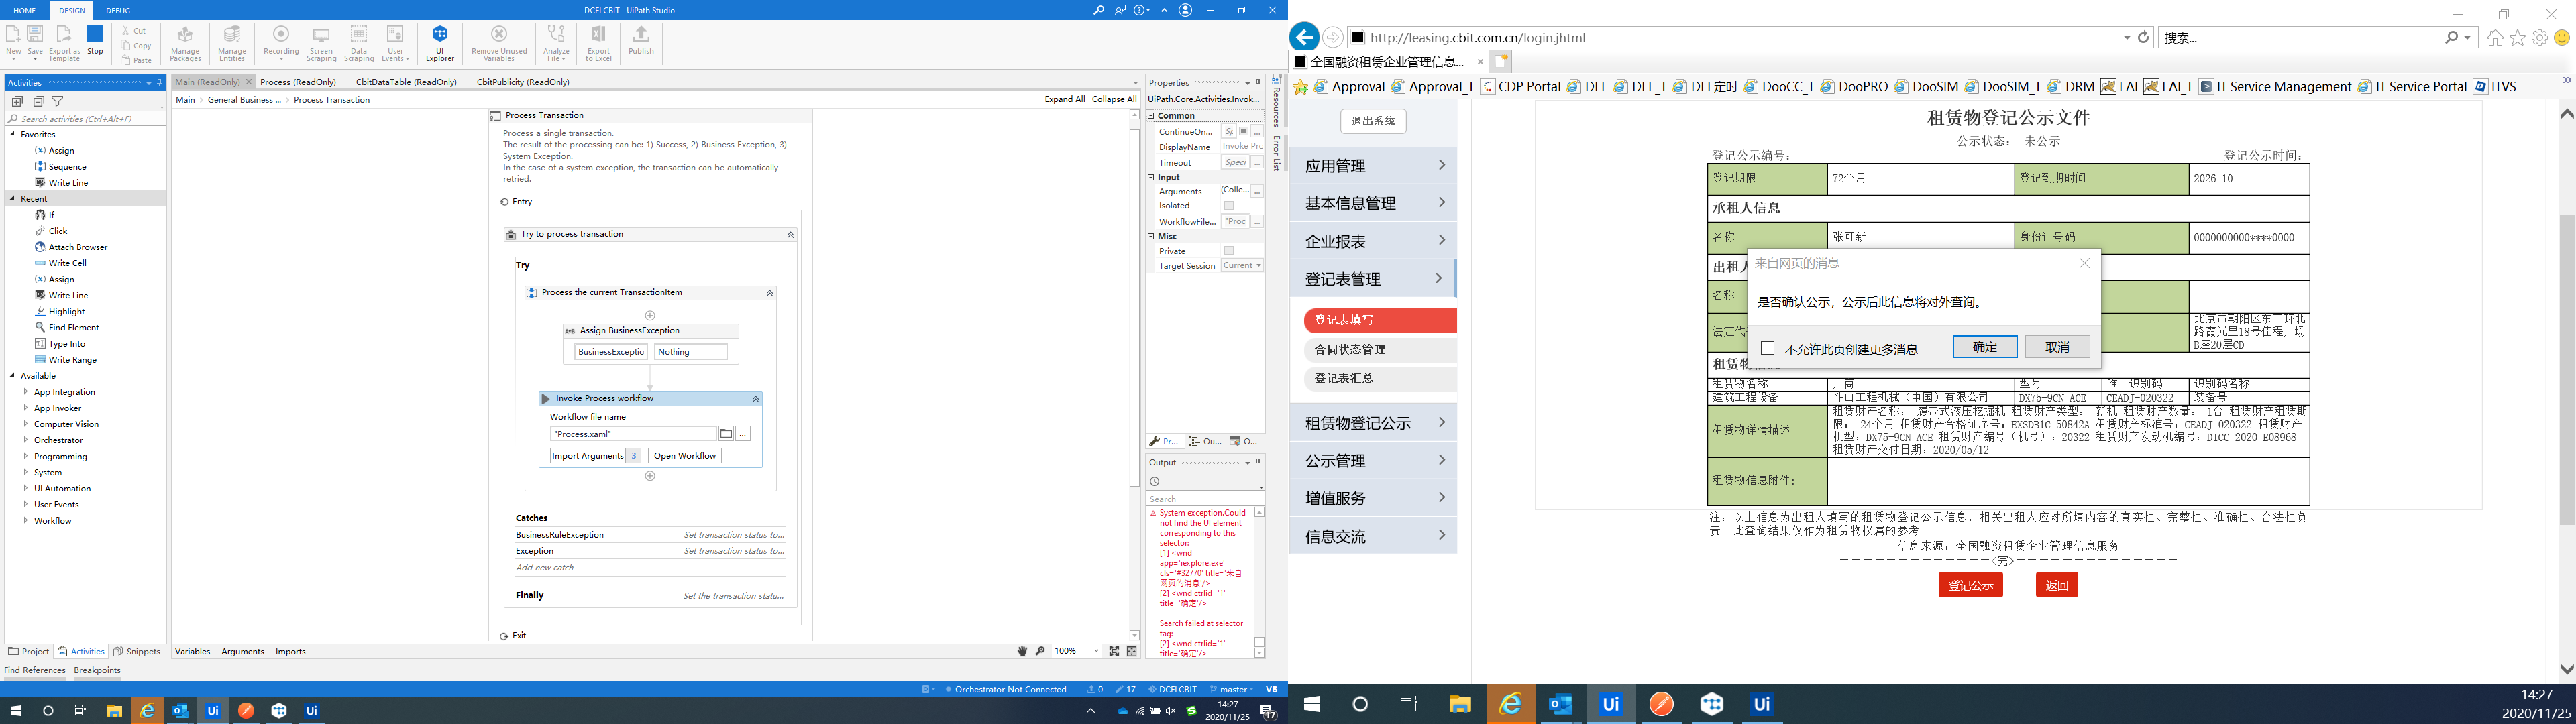 HOME DESIGN DEBUG
DCFLCBIT - UiPath Studio
New Save Export as Template Stop
Cut
Copy
Paste
Manage Packages
Manage Entities
Recording
Screen Scraping
Data Scraping
User Events
UI Explorer
Remove Unused Variables
Analyze File
Export to Excel
Publish
Activities
Search activities (Ctrl+Alt+F)
Favorites
Assign
Sequence
Write Line
Recent
If
Click
Attach Browser
Write Cell
Assign
Write Line
Highlight
Find Element
Type Into
Write Range
Available
App Integration
App Invoker
Computer Vision
Orchestrator
Programming
System
UI Automation
User Events
Workflow
Project Activities Snippets
Find References Breakpoints
Main (ReadOnly) Process (ReadOnly) CbitDataTable (ReadOnly) CbitPublicity (ReadOnly)
Main > General Business ... > Process Transaction
Expand All Collapse All
Process Transaction
Process a single transaction.
The result of the processing can be: 1) Success, 2) Business Exception, 3)
System Exception.
In the case of a system exception, the transaction can be automatically
retried.
Entry
Try to process transaction
Try
Process the current TransactionItem
A+B Assign BusinessException
BusinessExceptic = Nothing
Invoke Process workflow
Workflow file name
"Process.xaml" ...
Import Arguments 3 Open Workflow
Catches
BusinessRuleException Set transaction status to...
Exception Set transaction status to...
Add new catch
Finally Set the transaction statu...
Exit
Variables Arguments Imports
100%
Properties
UiPath.Core.Activities.Invok...
Common
ContinueOn... Sp ...
DisplayName Invoke Prc
Timeout Speci ...
Input
Arguments (Colle... ...
Isolated
WorkflowFile... "Proc ...
Misc
Private
Target Session Current
Pr... Ou... O...
Resources
Error List
Output
Search
System exception.Could
not find the UI element
corresponding to this
selector:
[1] <wnd
app='iexplore.exe'
cls='#32770' title='来自
网页的消息'/>
[2] <wnd ctrlid='1'
title='确定'/>
Search failed at selector
tag:
[2] <wnd ctrlid='1'
title='确定'/>
Orchestrator Not Connected 0 17 DCFLCBIT master VB
14:27
2020/11/25
17
http://leasing.cbit.com.cn/login.jhtml
搜索...
全国融资租赁企业管理信息...
Approval Approval_T CDP Portal DEE DEE_T DEE定时 DooCC_T DooPRO DooSIM DooSIM_T DRM EAI EAI_T IT Service Management IT Service Portal ITVS
退出系统
应用管理
基本信息管理
企业报表
登记表管理
登记表填写
合同状态管理
登记表汇总
租赁物登记公示
公示管理
增值服务
信息交流
租赁物登记公示文件
公示状态： 未公示
登记公示编号： 登记公示时间：
登记期限 72个月 登记到期时间 2026-10
承租人信息
名称 张可新 身份证号码 0000000000****0000
出租人
名称
法定代
北京市朝阳区东三环北
路霞光里18号佳程广场
B座20层CD
来自网页的消息
是否确认公示，公示后此信息将对外查询。
不允许此页创建更多消息 确定 取消
租赁物信息
租赁物名称 厂商 型号 唯一识别码 识别码名称
建筑工程设备 斗山工程机械（中国）有限公司 DX75-9CN ACE CEADJ-020322 装备号
租赁物详情描述
租赁财产名称： 履带式液压挖掘机 租赁财产类型： 新机 租赁财产数量： 1台 租赁财产租赁期
限： 24个月 租赁财产合格证序号：EXSDB1C-50842A 租赁财产标准号：CEADJ-020322 租赁财产
机型：DX75-9CN ACE 租赁财产编号（机号）：20322 租赁财产发动机编号：DICC 2020 E08968
租赁财产交付日期：2020/05/12
租赁物信息附件：
注：以上信息为出租人填写的租赁物登记公示信息，相关出租人应对所填内容的真实性、完整性、准确性、合法性负
责。此查询结果仅作为租赁物权属的参考。
信息来源：全国融资租赁企业管理信息服务
<完>
登记公示 返回
14:27
2020/11/25